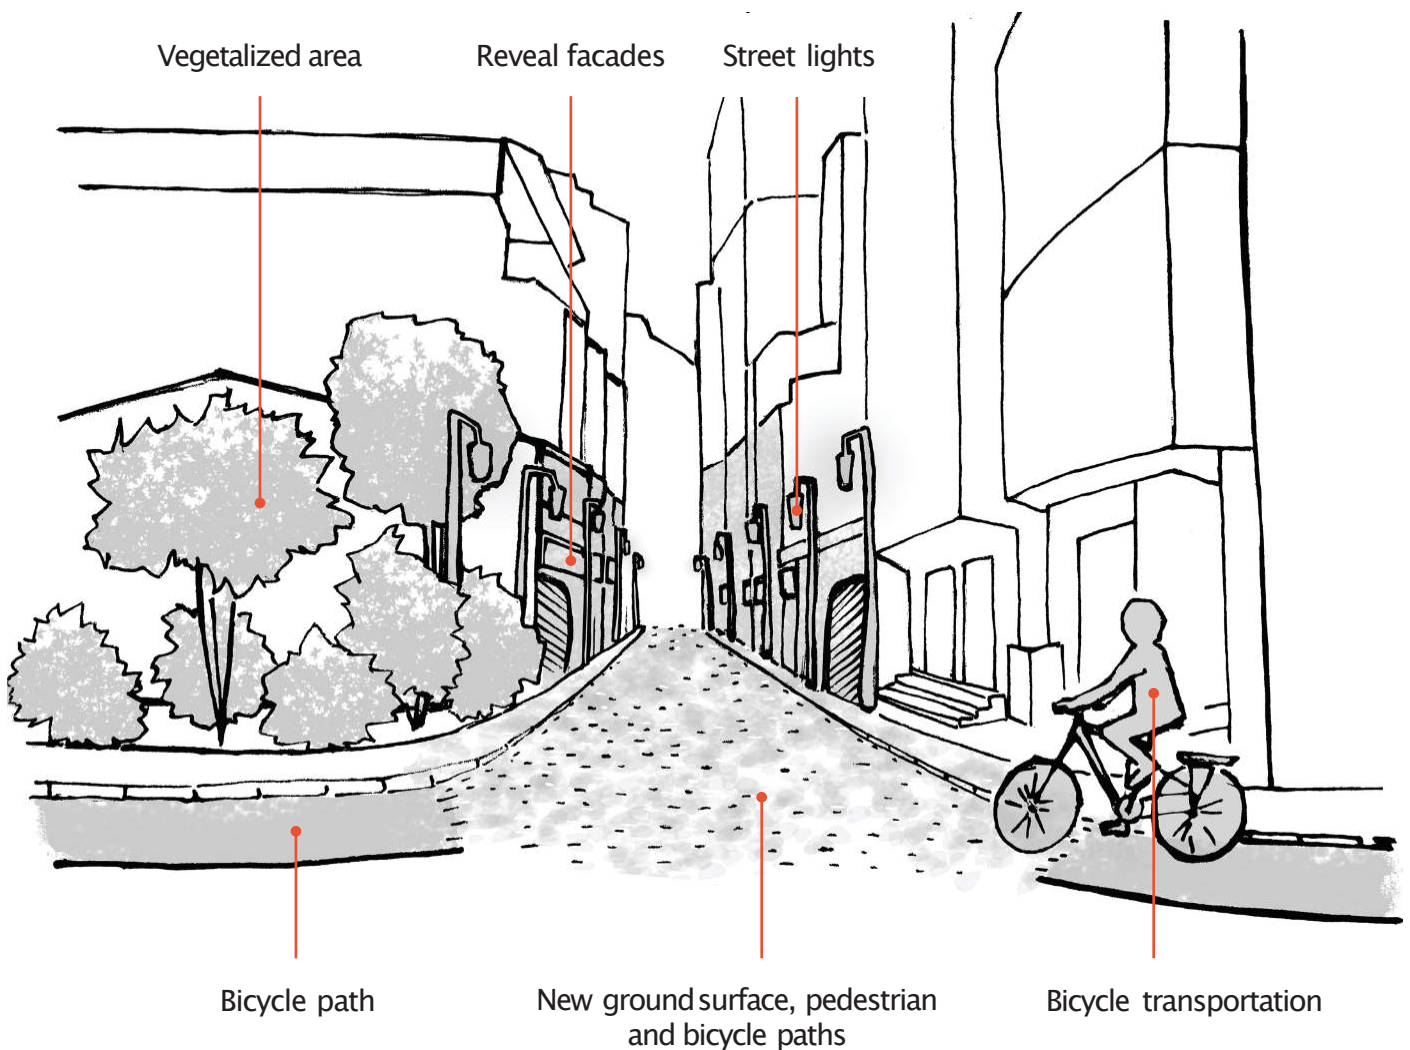 Vegetalized area
Reveal facades
Street lights
Bicycle path
New ground surface, pedestrian
and bicycle paths
Bicycle transportation